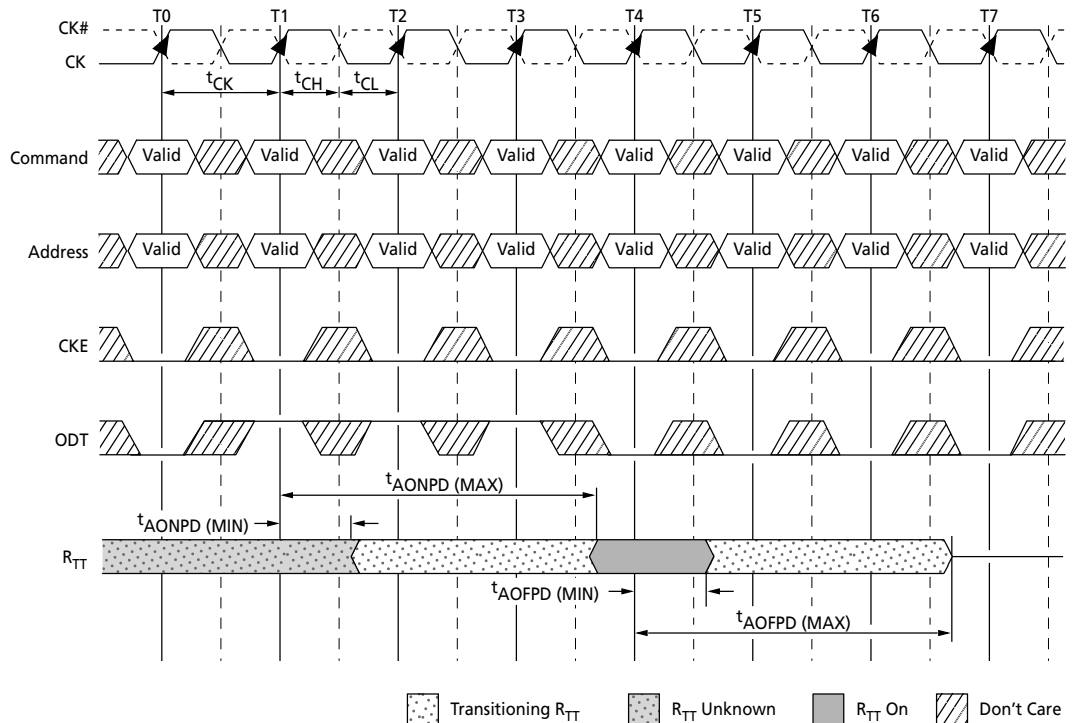 T0 T1 T2 T3 T4 T5 T6 T7
CK#
CK
tCK tCH tCL
Command Valid Valid Valid Valid Valid Valid Valid Valid
Address Valid Valid Valid Valid Valid Valid Valid Valid
CKE
ODT
tAONPD (MAX)
tAONPD (MIN)
RTT
tAOFPD (MIN)
tAOFPD (MAX)
Transitioning RTT RTT Unknown RTT On Don't Care